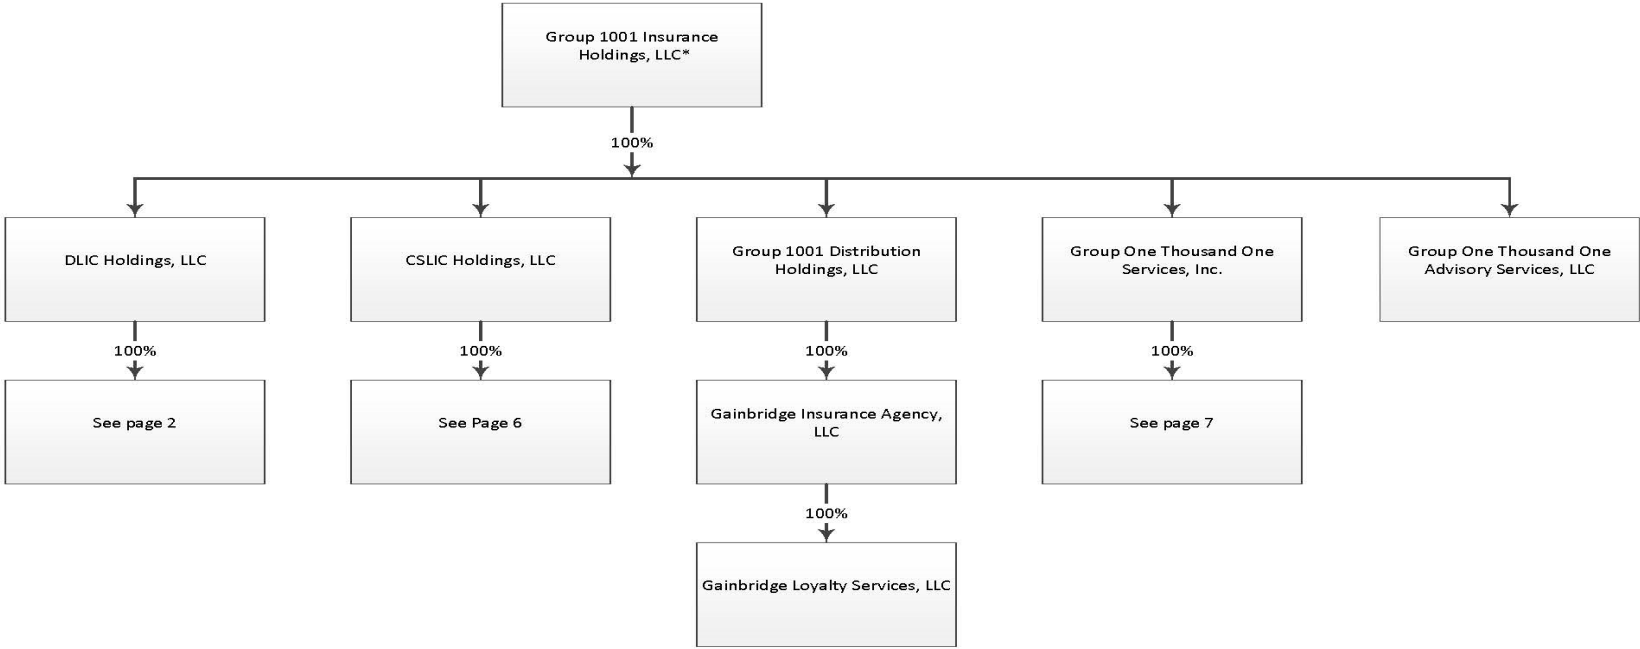 Group 1001 Insurance
Holdings, LLC*
100%
DLIC Holdings, LLC
CSLIC Holdings, LLC
Group 1001 Distribution
Holdings, LLC
Group One Thousand One
Services, Inc.
Group One Thousand One
Advisory Services, LLC
100%
100%
100%
100%
See page 2
See Page 6
Gainbridge Insurance Agency,
LLC
See page 7
100%
Gainbridge Loyalty Services, LLC